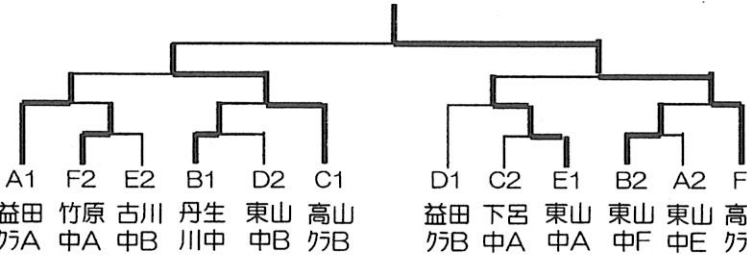 A1 F2 E2 B1 D2 C1 D1 C2 E1 B2 A2 F
益田 竹原 古川 丹生 東山 高山 益田 下呂 東山 東山 東山 高
クラA 中A 中B 川中 中B クラB クラB 中A 中A 中F 中E クラ